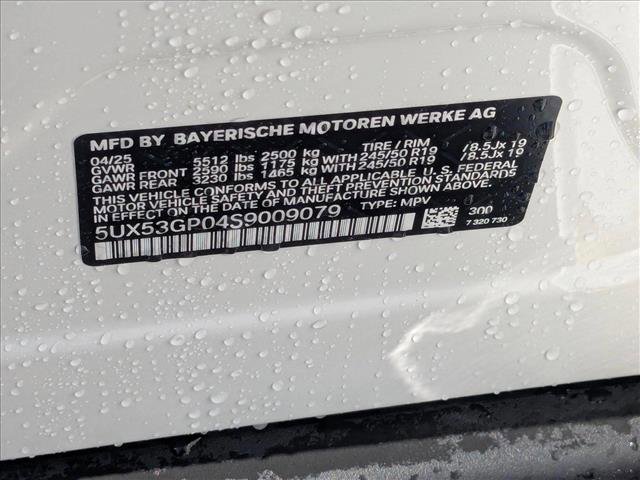 MFD BY BAYERISCHE MOTOREN WERKE AG
04/25 TIRE / RIM
GVWR 5512 lbs 2500 kg
GAWR FRONT 2590 lbs 1175 kg WITH 245/50 R19 /8.5Jx 19
GAWR REAR 3230 lbs 1465 kg WITH 245/50 R19 /8.5Jx 19
THIS VEHICLE CONFORMS TO ALL APPLICABLE U.S. FEDERAL
MOTOR VEHICLE SAFETY AND THEFT PREVENTION STANDARDS
IN EFFECT ON THE DATE OF MANUFACTURE SHOWN ABOVE.
5UX53GP04S9009079 TYPE: MPV
300
7 320 730